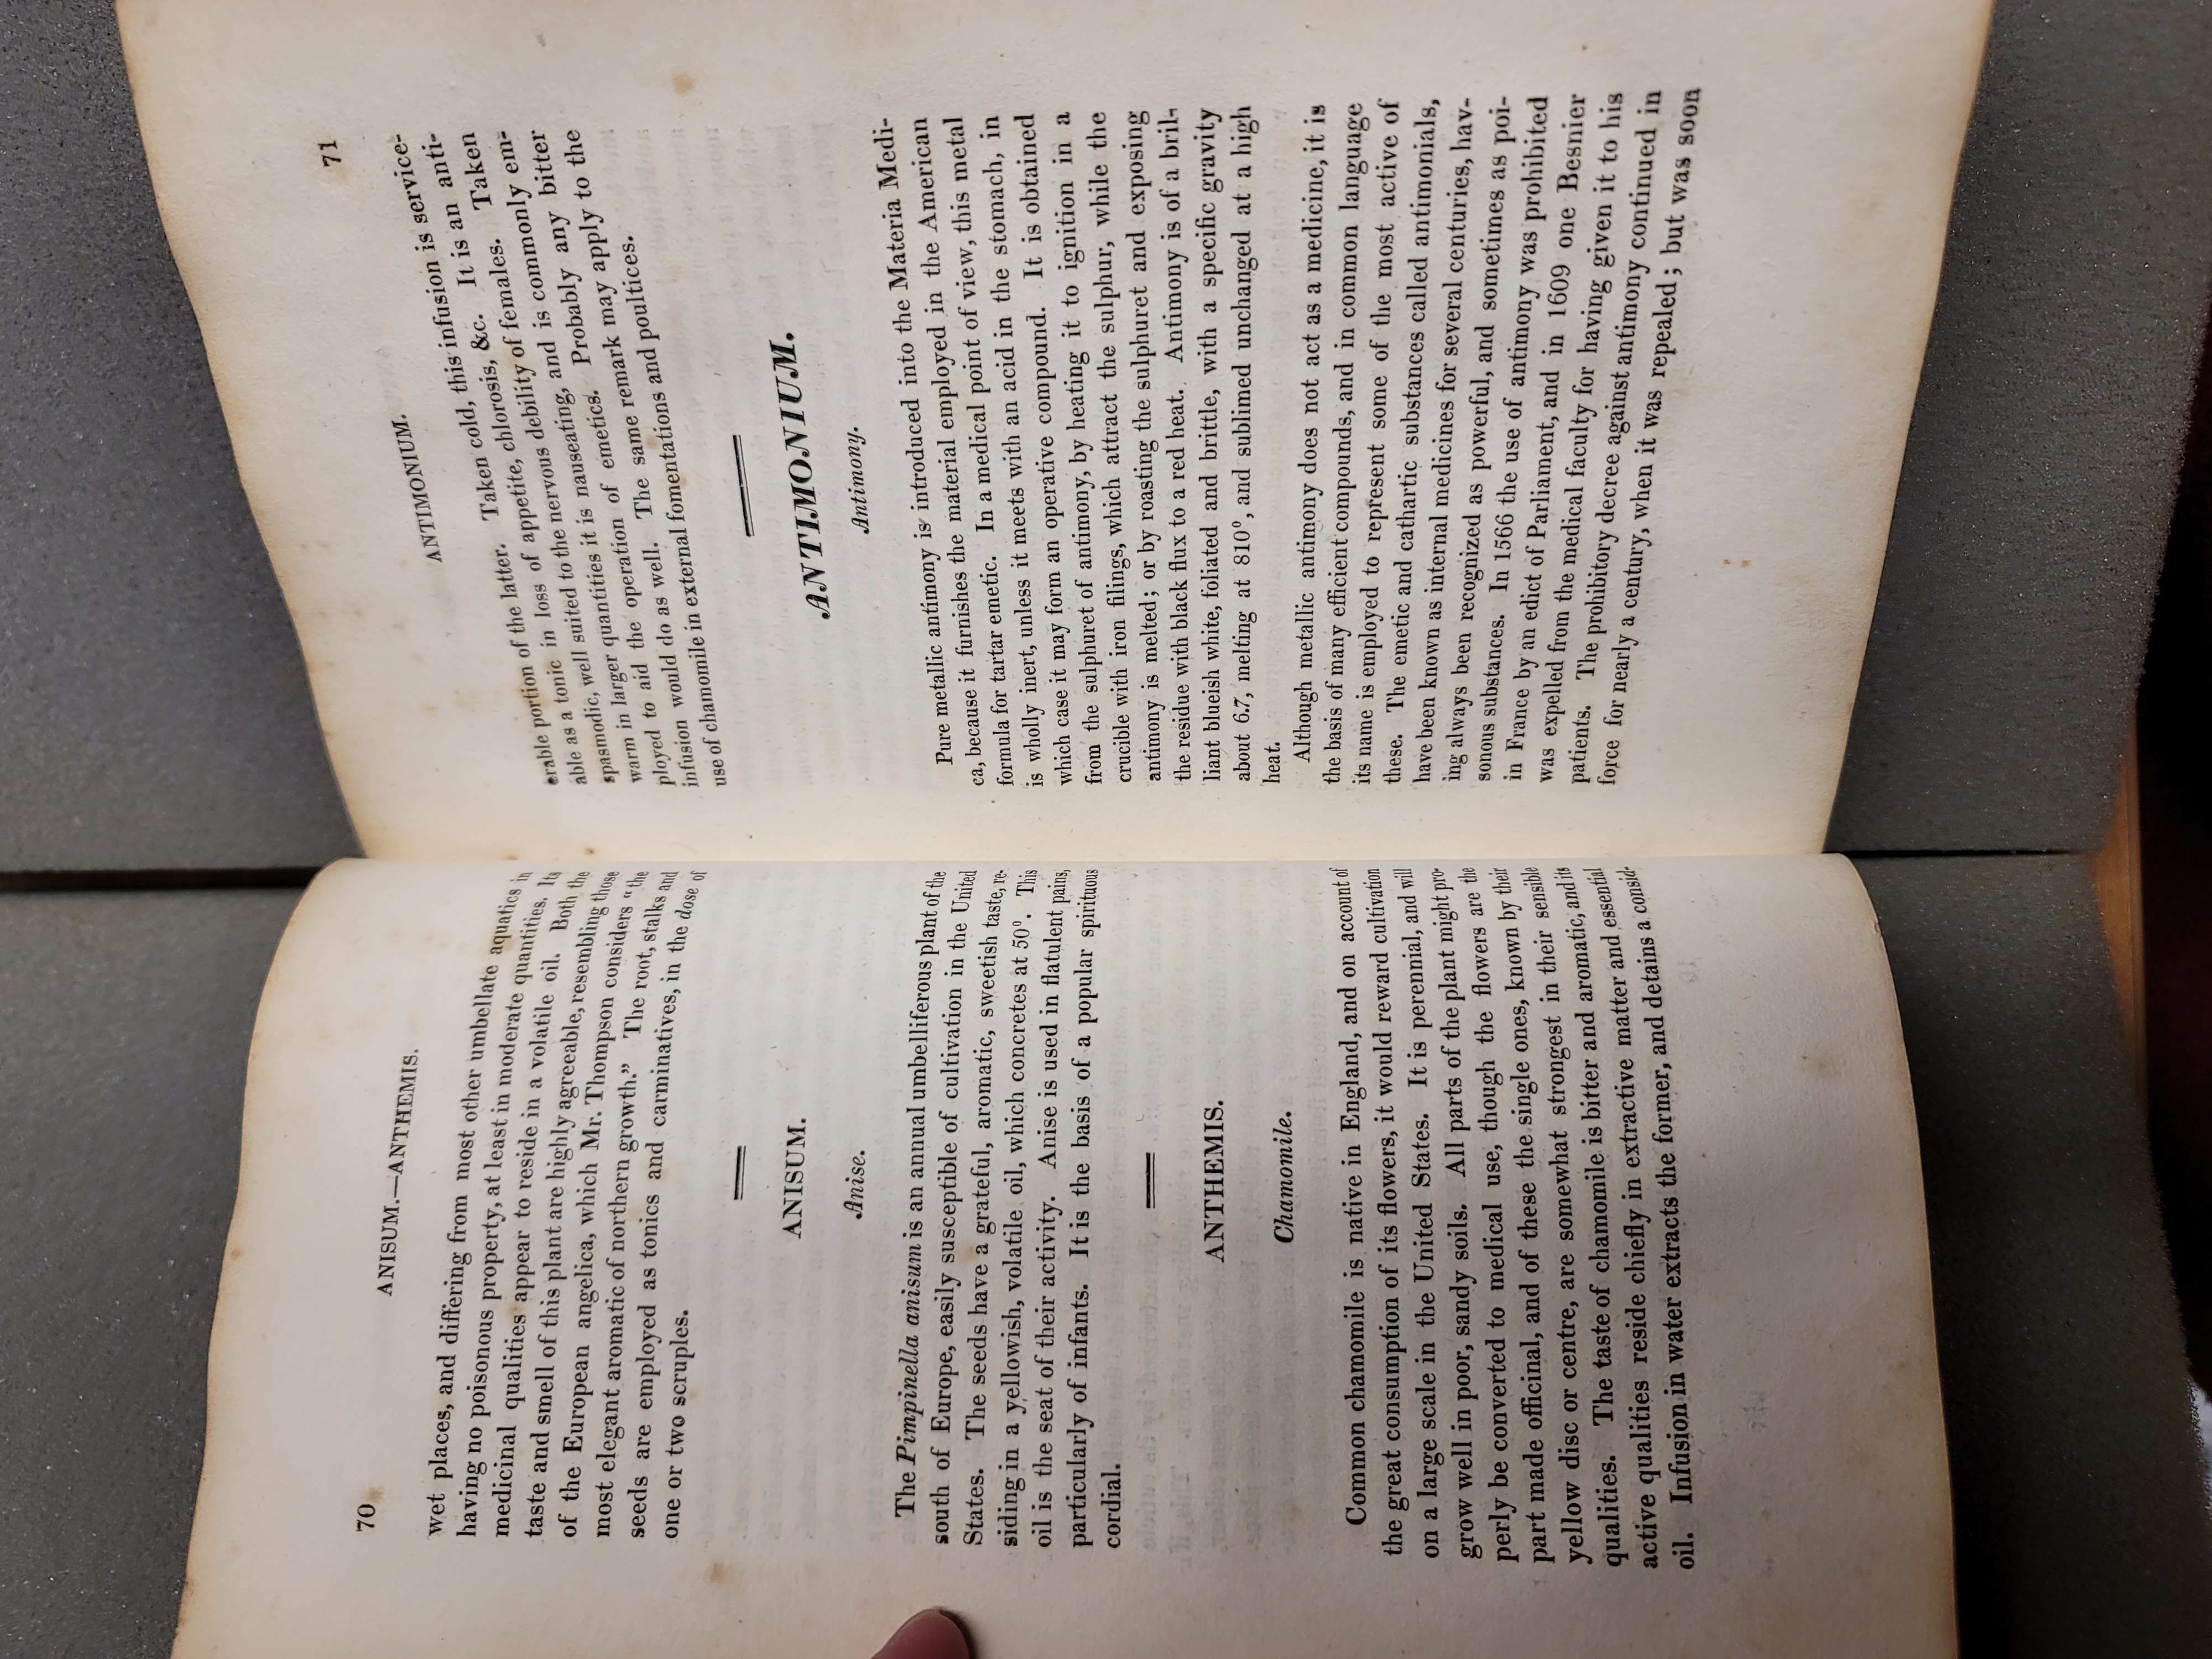 70
ANISUM.—ANTHEMIS.
wet places, and differing from most other umbellate aquatics in
having no poisonous property, at least in moderate quantities. Its
medicinal qualities appear to reside in a volatile oil. Both the
taste and smell of this plant are highly agreeable, resembling those
of the European angelica, which Mr. Thompson considers “the
most elegant aromatic of northern growth.” The root, stalks and
seeds are employed as tonics and carminatives, in the dose of
one or two scruples.
ANISUM.
Anise.
The Pimpinella anisum is an annual umbelliferous plant of the
south of Europe, easily susceptible of cultivation in the United
States. The seeds have a grateful, aromatic, sweetish taste, re-
siding in a yellowish, volatile oil, which concretes at 50°. This
oil is the seat of their activity. Anise is used in flatulent pains,
particularly of infants. It is the basis of a popular spirituous
cordial.
ANTHEMIS.
Chamomile.
Common chamomile is native in England, and on account of
the great consumption of its flowers, it would reward cultivation
on a large scale in the United States. It is perennial, and will
grow well in poor, sandy soils. All parts of the plant might pro-
perly be converted to medical use, though the flowers are the
part made officinal, and of these the single ones, known by their
yellow disc or centre, are somewhat strongest in their sensible
qualities. The taste of chamomile is bitter and aromatic, and its
active qualities reside chiefly in extractive matter and essential
oil. Infusion in water extracts the former, and detains a consid-
71
ANTIMONIUM.
erable portion of the latter. Taken cold, this infusion is service-
able as a tonic in loss of appetite, chlorosis, &c. It is an anti-
spasmodic, well suited to the nervous debility of females. Taken
warm in larger quantities it is nauseating, and is commonly em-
ployed to aid the operation of emetics. Probably any bitter
infusion would do as well. The same remark may apply to the
use of chamomile in external fomentations and poultices.
ANTIMONIUM.
Antimony.
Pure metallic antimony is introduced into the Materia Medi-
ca, because it furnishes the material employed in the American
formula for tartar emetic. In a medical point of view, this metal
is wholly inert, unless it meets with an acid in the stomach, in
which case it may form an operative compound. It is obtained
from the sulphuret of antimony, by heating it to ignition in a
crucible with iron filings, which attract the sulphur, while the
antimony is melted; or by roasting the sulphuret and exposing
the residue with black flux to a red heat. Antimony is of a bril-
liant blueish white, foliated and brittle, with a specific gravity
about 6.7, melting at 810°, and sublimed unchanged at a high
heat.
Although metallic antimony does not act as a medicine, it is
the basis of many efficient compounds, and in common language
its name is employed to represent some of the most active of
these. The emetic and cathartic substances called antimonials,
have been known as internal medicines for several centuries, hav-
ing always been recognized as powerful, and sometimes as poi-
sonous substances. In 1566 the use of antimony was prohibited
in France by an edict of Parliament, and in 1609 one Besnier
was expelled from the medical faculty for having given it to his
patients. The prohibitory decree against antimony continued in
force for nearly a century, when it was repealed; but was soon